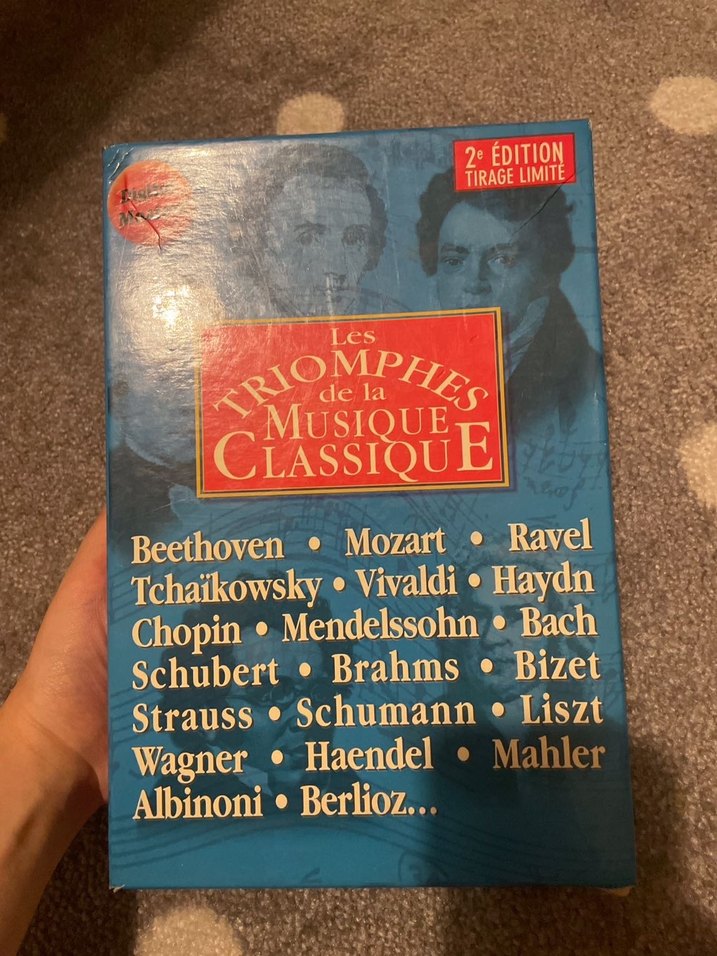 2e ÉDITION
TIRAGE LIMITÉ
Les
TRIOMPHES
de la
MUSIQUE
CLASSIQUE
Beethoven • Mozart • Ravel
Tchaïkowsky • Vivaldi • Haydn
Chopin • Mendelssohn • Bach
Schubert • Brahms • Bizet
Strauss • Schumann • Liszt
Wagner • Haendel • Mahler
Albinoni • Berlioz...